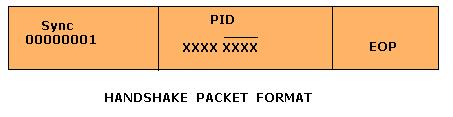 Sync
00000001
PID
XXXX XXXX
EOP
HANDSHAKE PACKET FORMAT